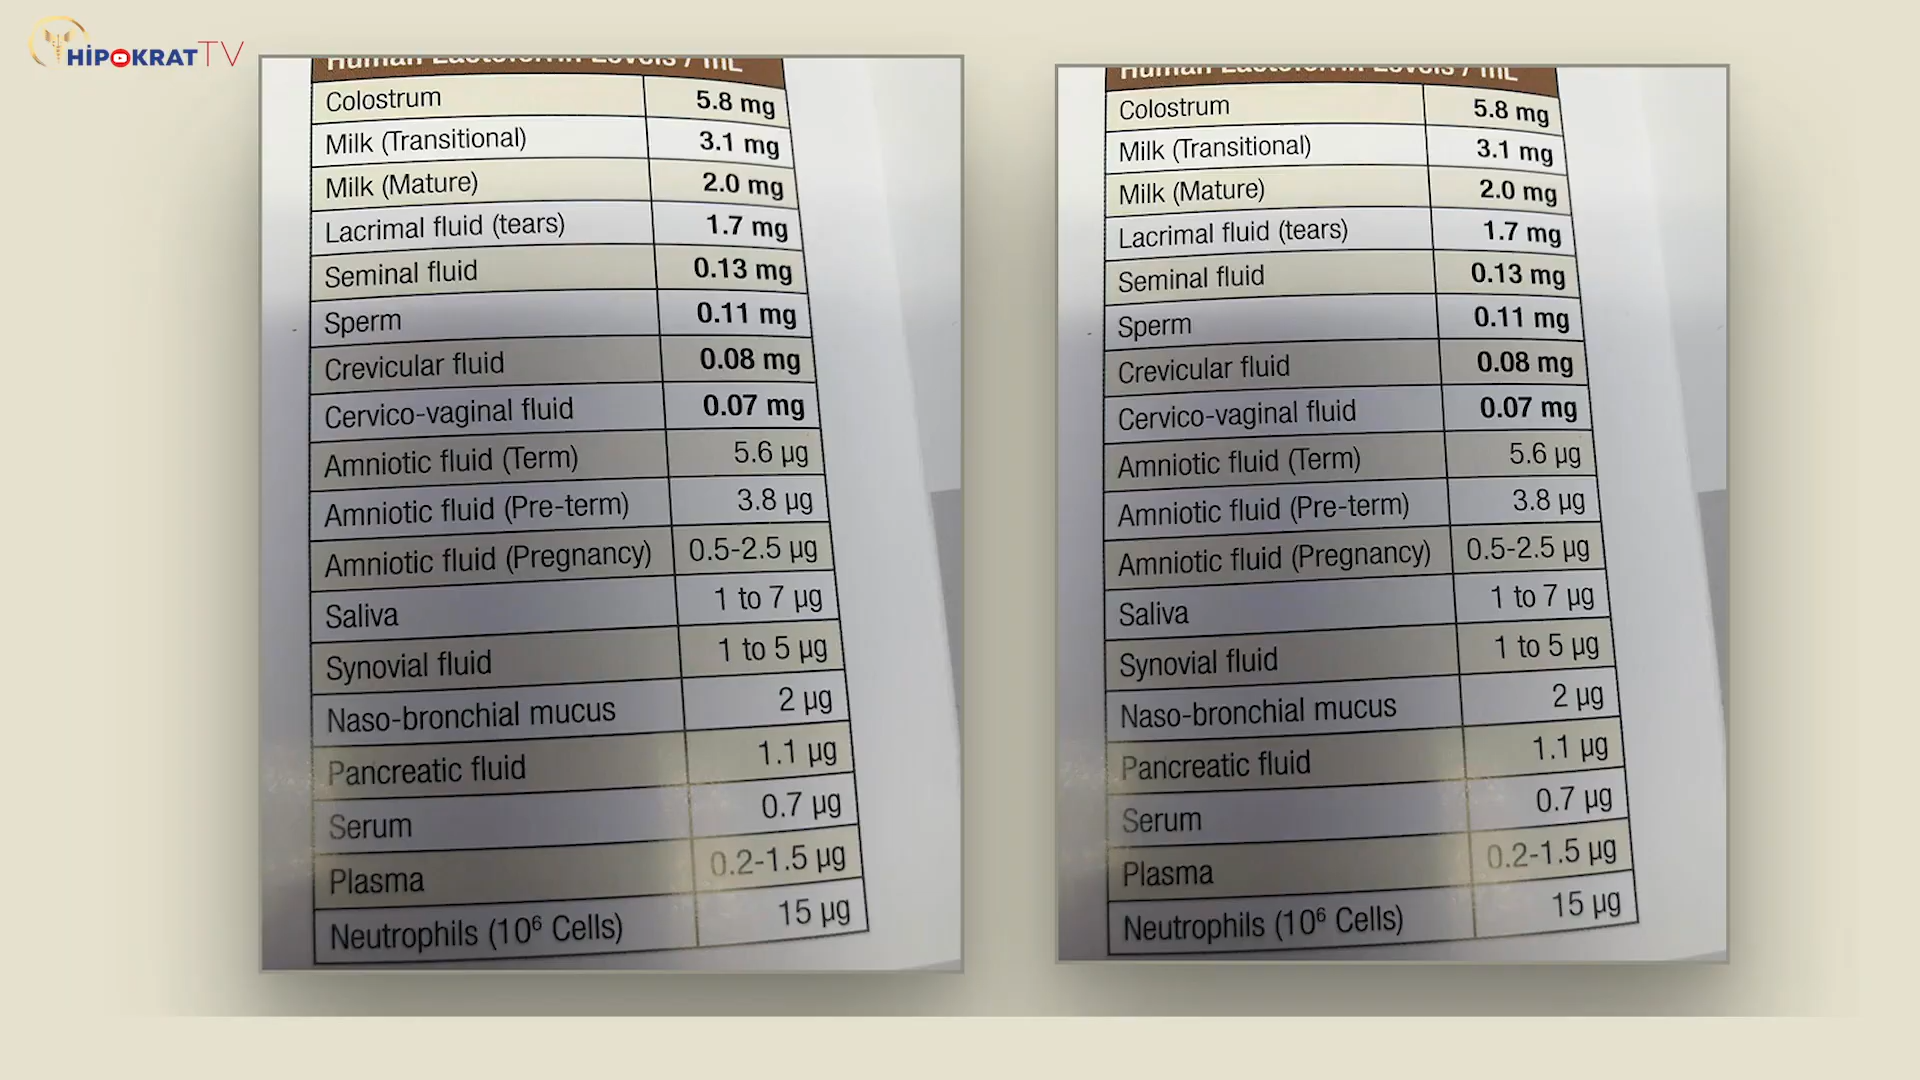 HİPOKRAT TV
Human Lactoferrin Levels / mL
Colostrum 5.8 mg
Milk (Transitional) 3.1 mg
Milk (Mature) 2.0 mg
Lacrimal fluid (tears) 1.7 mg
Seminal fluid 0.13 mg
Sperm 0.11 mg
Crevicular fluid 0.08 mg
Cervico-vaginal fluid 0.07 mg
Amniotic fluid (Term) 5.6 µg
Amniotic fluid (Pre-term) 3.8 µg
Amniotic fluid (Pregnancy) 0.5-2.5 µg
Saliva 1 to 7 µg
Synovial fluid 1 to 5 µg
Naso-bronchial mucus 2 µg
Pancreatic fluid 1.1 µg
Serum 0.7 µg
Plasma 0.2-1.5 µg
Neutrophils (10⁶ Cells) 15 µg
Human Lactoferrin Levels / mL
Colostrum 5.8 mg
Milk (Transitional) 3.1 mg
Milk (Mature) 2.0 mg
Lacrimal fluid (tears) 1.7 mg
Seminal fluid 0.13 mg
Sperm 0.11 mg
Crevicular fluid 0.08 mg
Cervico-vaginal fluid 0.07 mg
Amniotic fluid (Term) 5.6 µg
Amniotic fluid (Pre-term) 3.8 µg
Amniotic fluid (Pregnancy) 0.5-2.5 µg
Saliva 1 to 7 µg
Synovial fluid 1 to 5 µg
Naso-bronchial mucus 2 µg
Pancreatic fluid 1.1 µg
Serum 0.7 µg
Plasma 0.2-1.5 µg
Neutrophils (10⁶ Cells) 15 µg